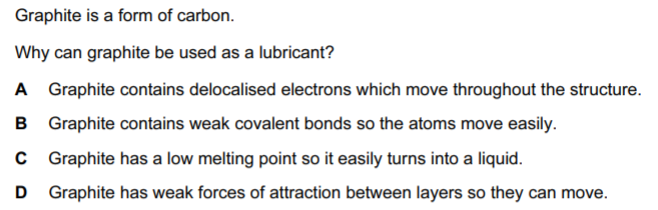 Graphite is a form of carbon.
Why can graphite be used as a lubricant?
A Graphite contains delocalised electrons which move throughout the structure.
B Graphite contains weak covalent bonds so the atoms move easily.
C Graphite has a low melting point so it easily turns into a liquid.
D Graphite has weak forces of attraction between layers so they can move.